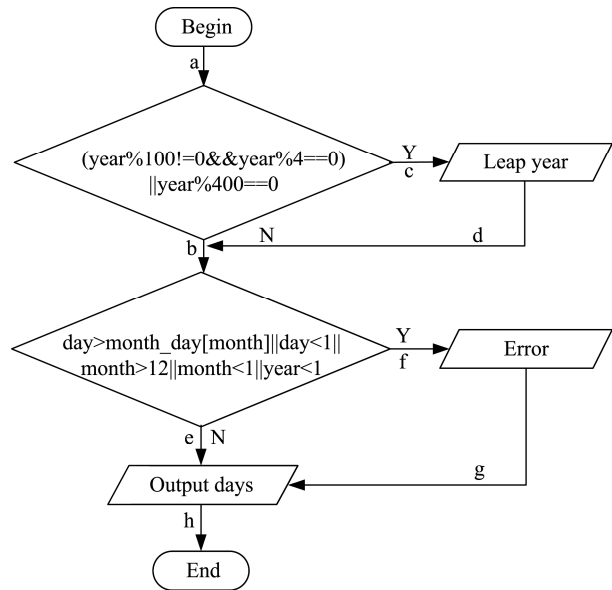 Begin
a
(year%100!=0&&year%4==0)
||year%400==0
Y
c
Leap year
b
N
d
day>month_day[month]||day<1||
month>12||month<1||year<1
Y
f
Error
e
N
g
Output days
h
End